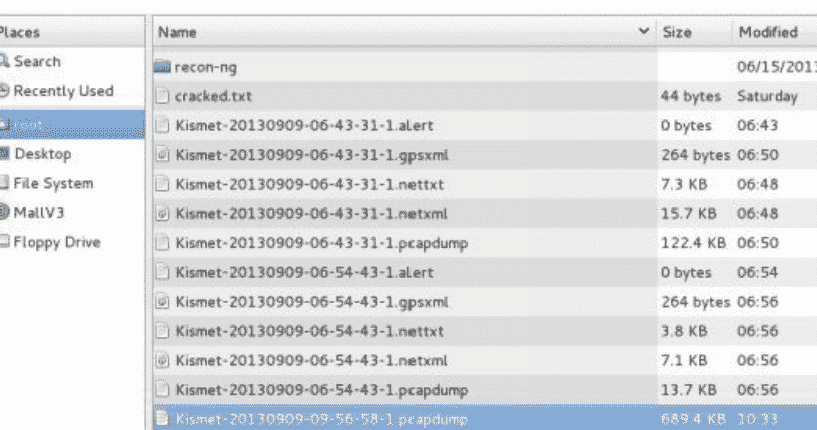 Places
Name Size Modified
Search
recon-ng 06/15/2013
Recently Used
cracked.txt 44 bytes Saturday
root
Kismet-20130909-06-43-31-1.alert 0 bytes 06:43
Desktop
Kismet-20130909-06-43-31-1.gpsxml 264 bytes 06:50
File System
Kismet-20130909-06-43-31-1.nettxt 7.3 KB 06:48
MallV3
Kismet-20130909-06-43-31-1.netxml 15.7 KB 06:48
Floppy Drive
Kismet-20130909-06-43-31-1.pcapdump 122.4 KB 06:50
Kismet-20130909-06-54-43-1.alert 0 bytes 06:54
Kismet-20130909-06-54-43-1.gpsxml 264 bytes 06:56
Kismet-20130909-06-54-43-1.nettxt 3.8 KB 06:56
Kismet-20130909-06-54-43-1.netxml 7.1 KB 06:56
Kismet-20130909-06-54-43-1.pcapdump 13.7 KB 06:56
Kismet-20130909-09-56-58-1.pcapdump 689.4 KB 10:33